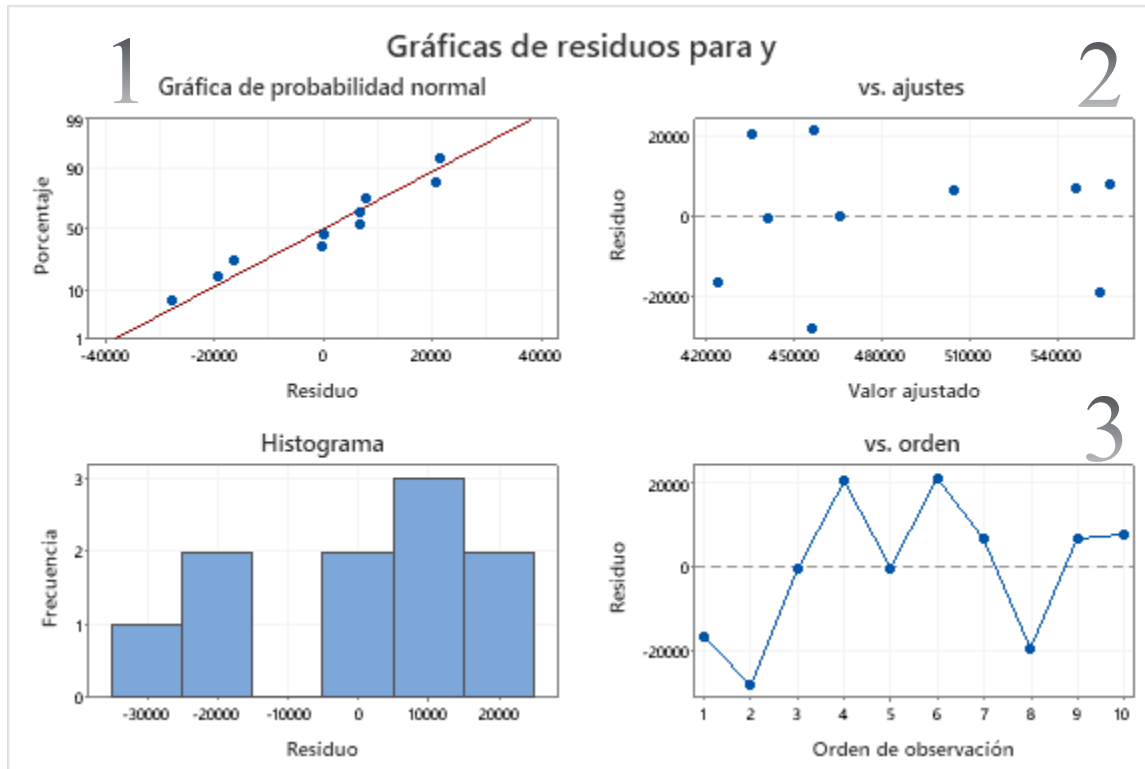 Gráficas de residuos para y
1
Gráfica de probabilidad normal
99
90
50
10
1
Porcentaje
-40000 -20000 0 20000 40000
Residuo
2
vs. ajustes
20000
0
-20000
Residuo
420000 450000 480000 510000 540000
Valor ajustado
Histograma
3
2
1
0
Frecuencia
-30000 -20000 -10000 0 10000 20000
Residuo
3
vs. orden
20000
0
-20000
Residuo
1 2 3 4 5 6 7 8 9 10
Orden de observación